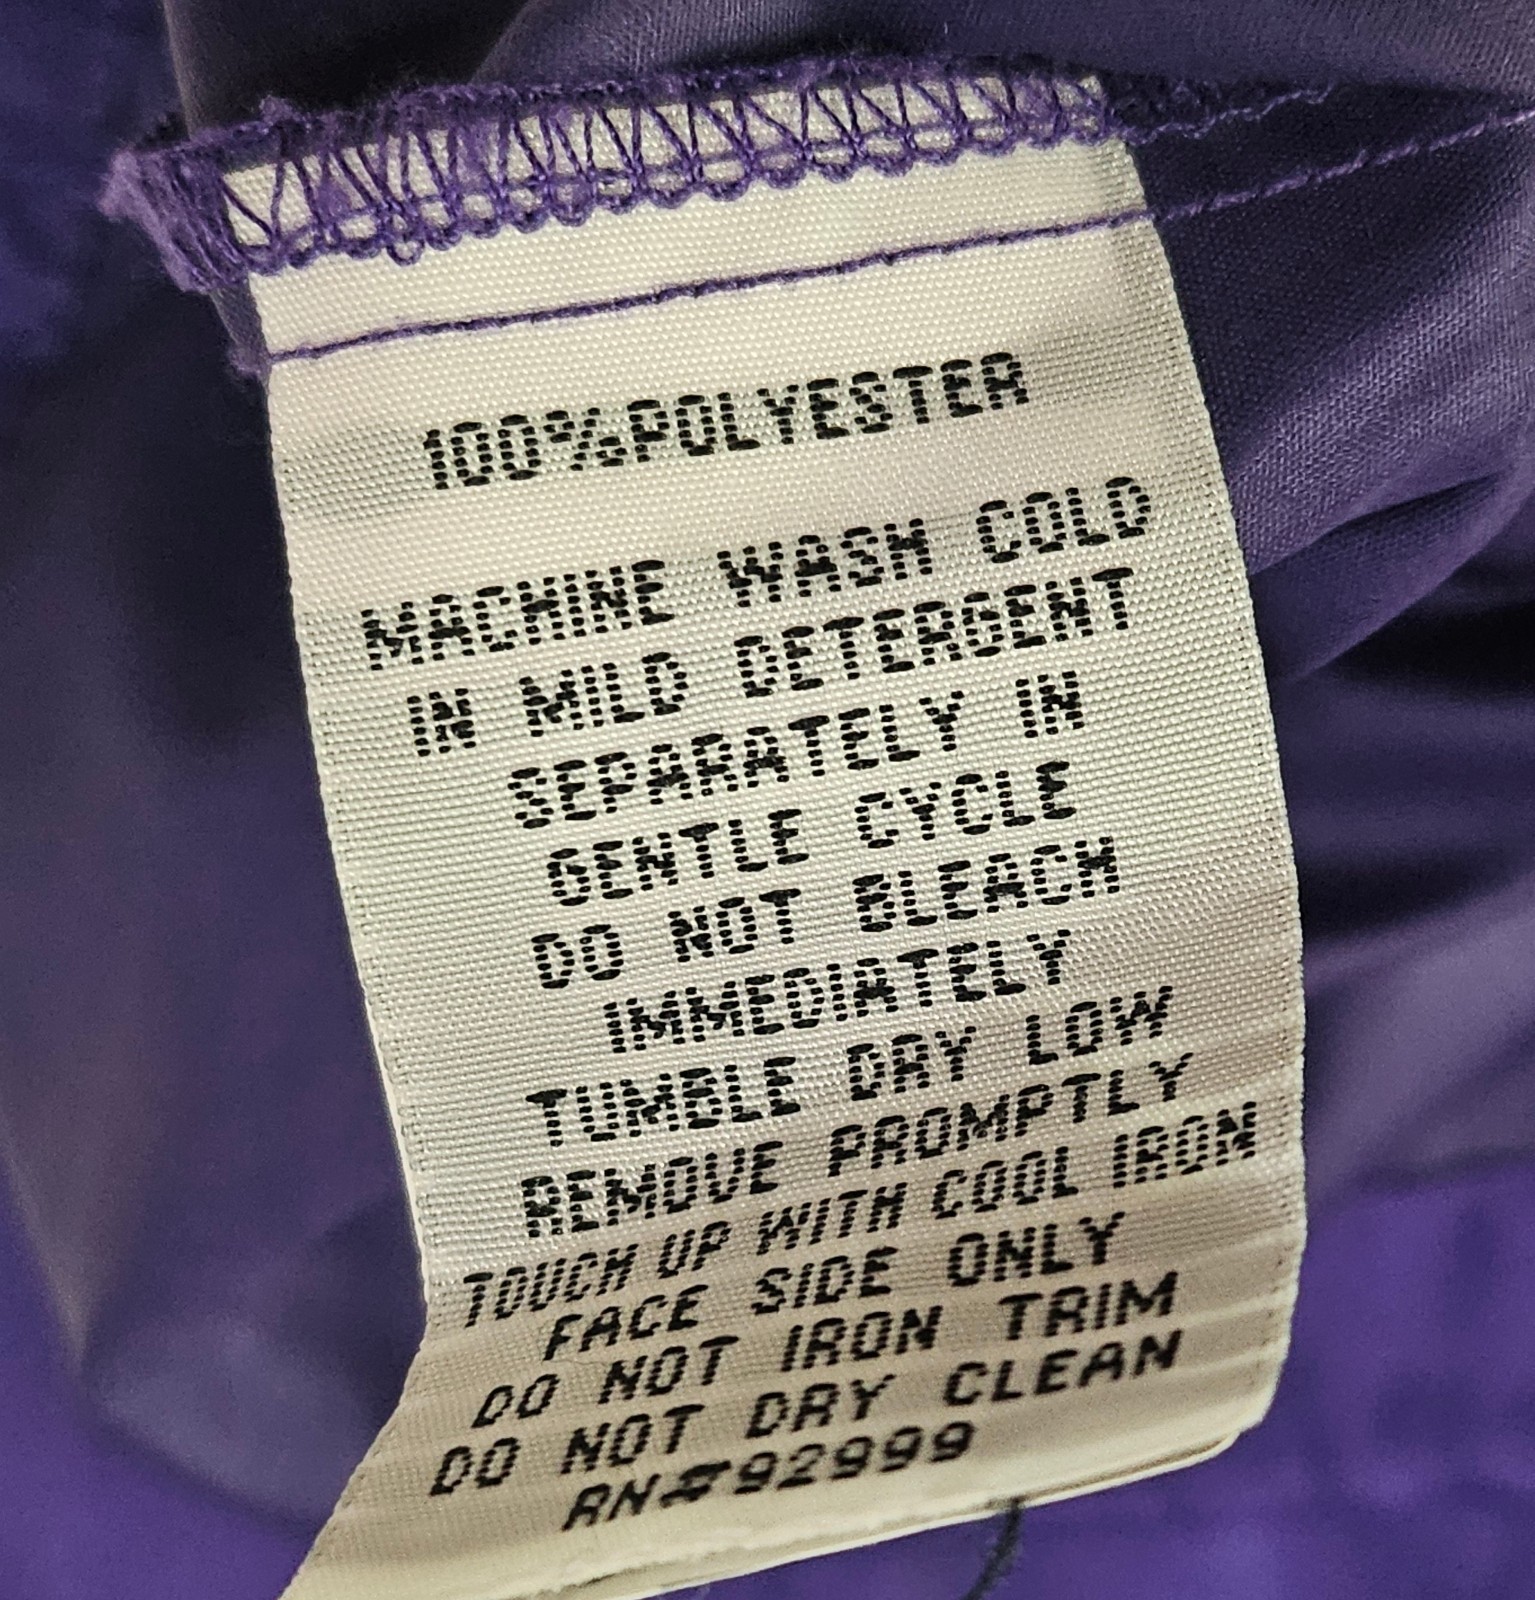 100%POLYESTER
MACHINE WASH COLD
IN MILD DETERGENT
SEPARATELY IN
GENTLE CYCLE
DO NOT BLEACH
IMMEDIATELY
TUMBLE DRY LOW
REMOVE PROMPTLY
TOUCH UP WITH COOL IRON
FACE SIDE ONLY
DO NOT IRON TRIM
DO NOT DRY CLEAN
RN#92999